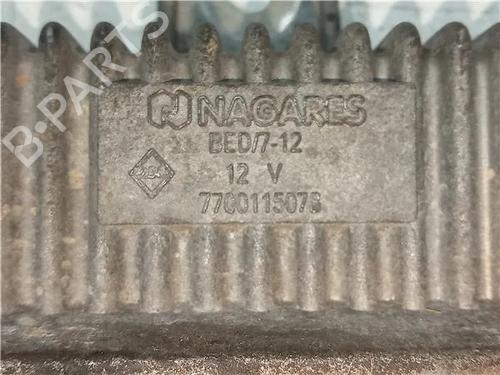 B-PARTS
NAGARES
BED/7-12
12 V
7700115078